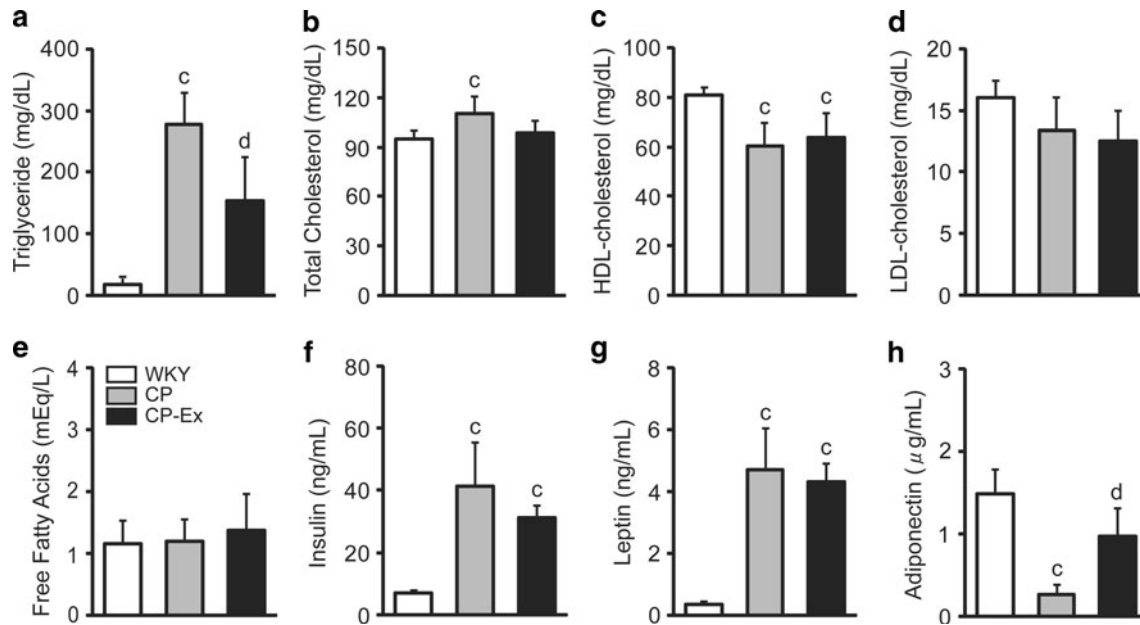 a
Triglyceride (mg/dL)
400
300
200
100
0
c
d
b
Total Cholesterol (mg/dL)
150
120
90
60
30
0
c
c
HDL-cholesterol (mg/dL)
100
80
60
40
20
0
c
c
d
LDL-cholesterol (mg/dL)
20
15
10
5
0
e
Free Fatty Acids (mEq/L)
4
3
2
1
0
WKY
CP
CP-Ex
f
Insulin (ng/mL)
80
60
40
20
0
c
c
g
Leptin (ng/mL)
8
6
4
2
0
c
c
h
Adiponectin (μg/mL)
3
2
1
0
c
d